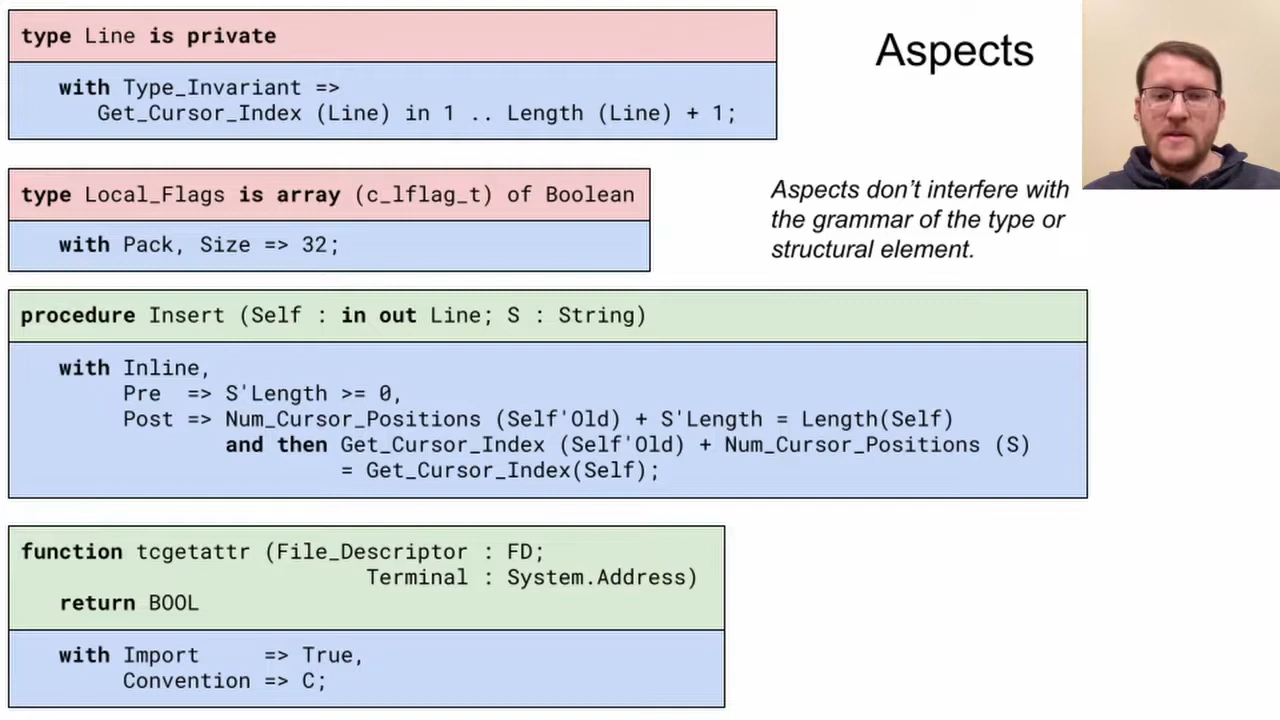 type Line is private
with Type_Invariant =>
Get_Cursor_Index (Line) in 1 .. Length (Line) + 1;
Aspects
type Local_Flags is array (c_lflag_t) of Boolean
with Pack, Size => 32;
Aspects don’t interfere with
the grammar of the type or
structural element.
procedure Insert (Self : in out Line; S : String)
with Inline,
Pre => S'Length >= 0,
Post => Num_Cursor_Positions (Self'Old) + S'Length = Length(Self)
and then Get_Cursor_Index (Self'Old) + Num_Cursor_Positions (S)
= Get_Cursor_Index(Self);
function tcgetattr (File_Descriptor : FD;
Terminal : System.Address)
return BOOL
with Import => True,
Convention => C;